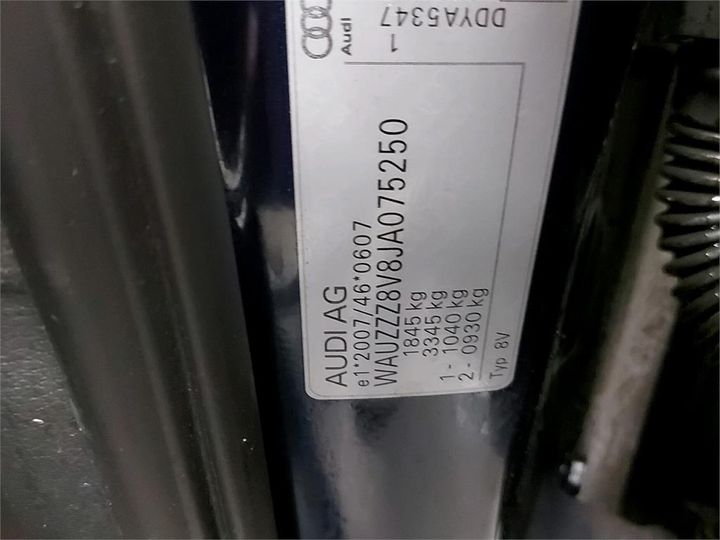 Audi
DDYA5347
1
AUDI AG
e1*2007/46*0607
WAUZZZ8V8JA075250
1845 kg
3345 kg
1- 1040 kg
2- 0930 kg
Typ 8V